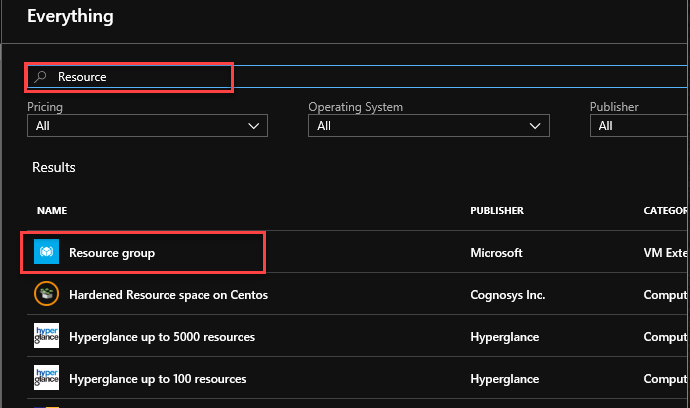 Everything
Resource
Pricing Operating System Publisher
All All All
Results
NAME PUBLISHER CATEGOR
Resource group Microsoft VM Exte
Hardened Resource space on Centos Cognosys Inc. Comput
hyperglance Hyperglance up to 5000 resources Hyperglance Comput
hyperglance Hyperglance up to 100 resources Hyperglance Comput